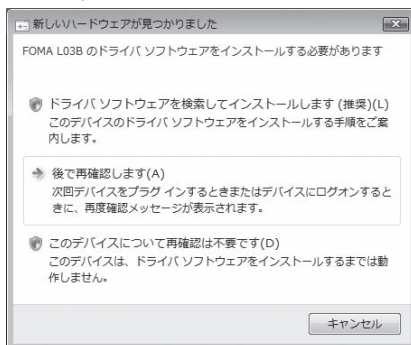 新しいハードウェアが見つかりました
FOMA L03B のドライバ ソフトウェアをインストールする必要があります
ドライバ ソフトウェアを検索してインストールします (推奨)(L)
このデバイスのドライバ ソフトウェアをインストールする手順をご案
内します。
後で再確認します(A)
次回デバイスをプラグ インするときまたはデバイスにログオンすると
きに、再度確認メッセージが表示されます。
このデバイスについて再確認は不要です(D)
このデバイスは、ドライバ ソフトウェアをインストールするまでは動
作しません。
キャンセル